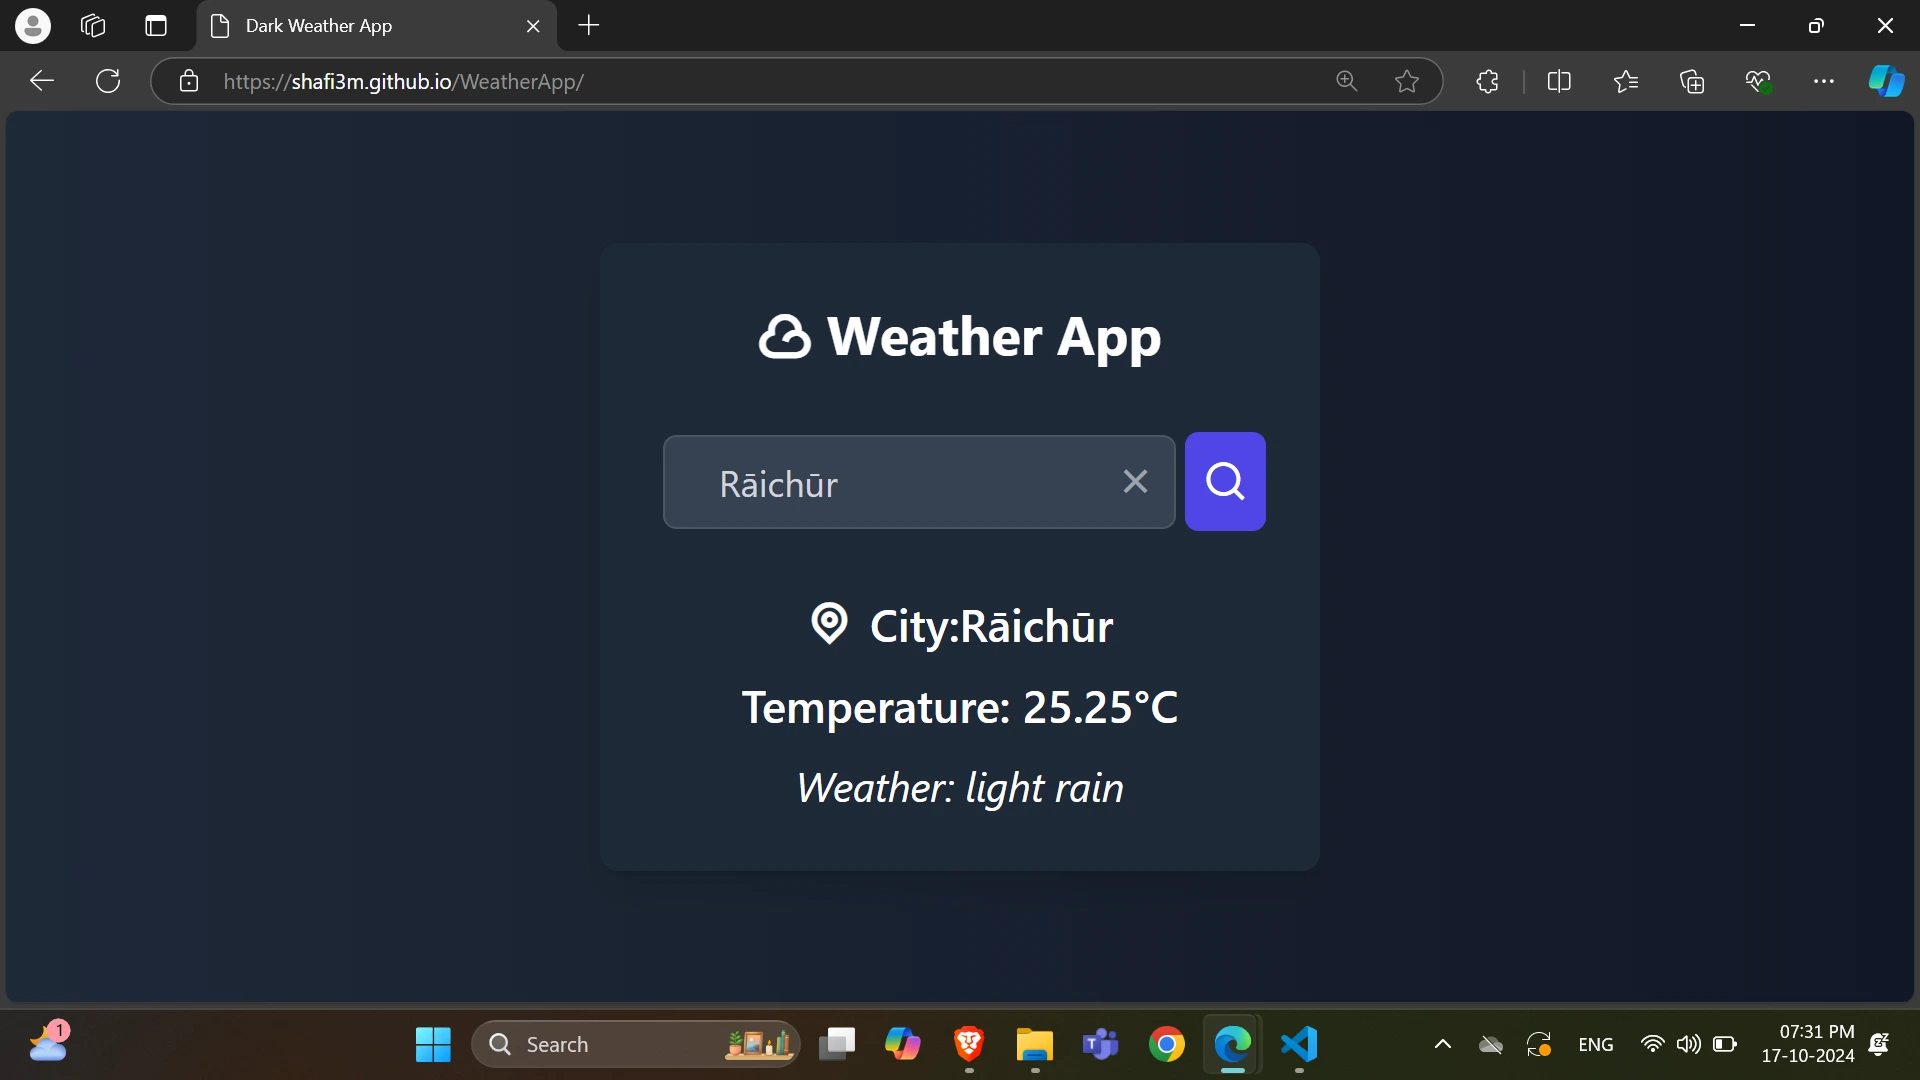 Dark Weather App
https://shafi3m.github.io/WeatherApp/
Weather App
Rāichūr
City:Rāichūr
Temperature: 25.25°C
Weather: light rain
1
Search
T
ENG
07:31 PM
17-10-2024